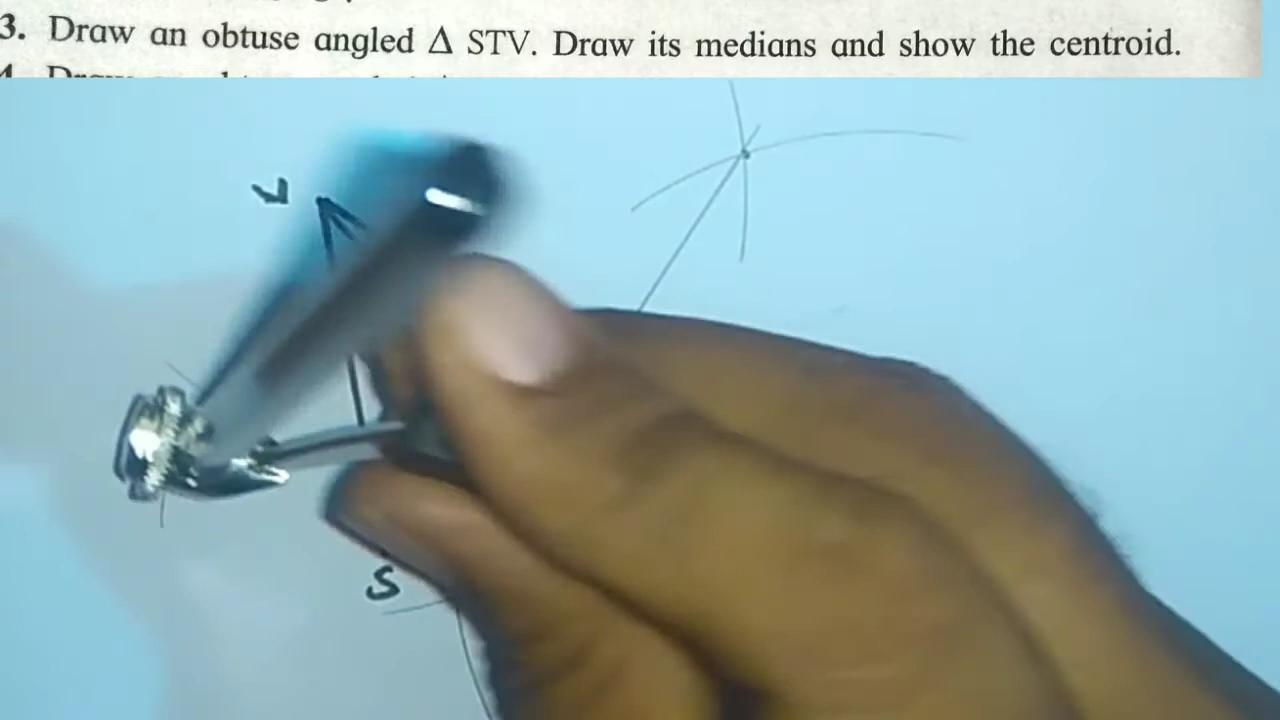 3. Draw an obtuse angled Δ STV. Draw its medians and show the centroid.
V
S